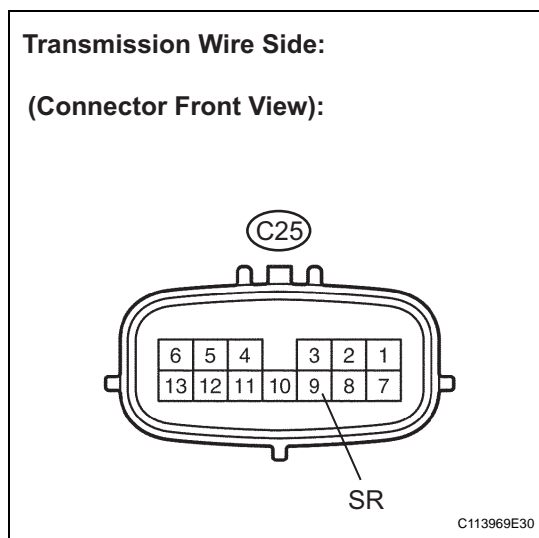 Transmission Wire Side:
(Connector Front View):
C25
6 5 4 3 2 1
13 12 11 10 9 8 7
SR
C113969E30